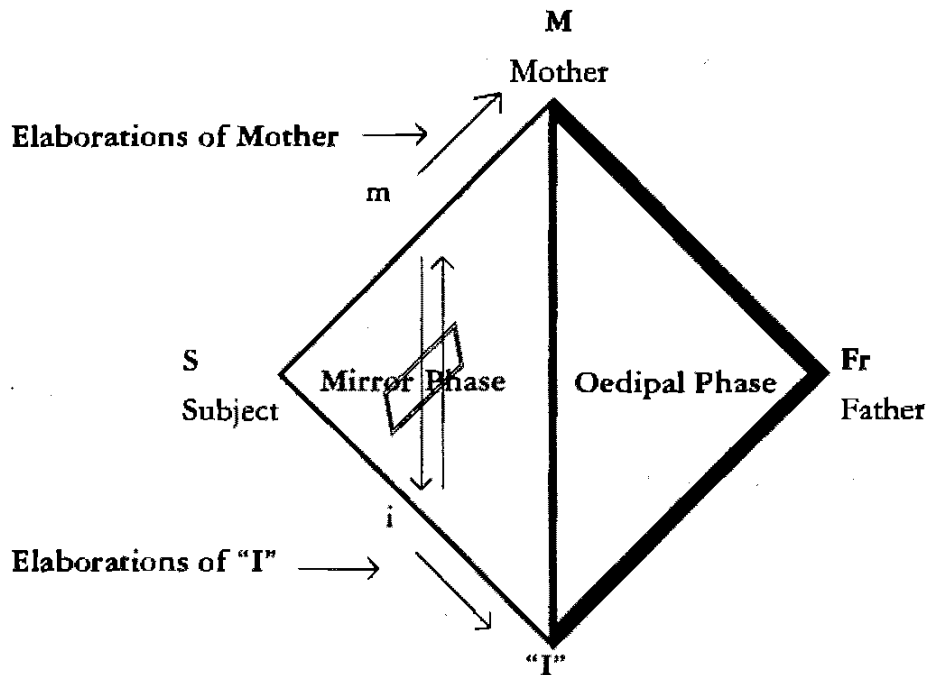 M
Mother
Elaborations of Mother
m
S
Subject
Mirror Phase
Oedipal Phase
Fr
Father
i
Elaborations of “I”
“I”